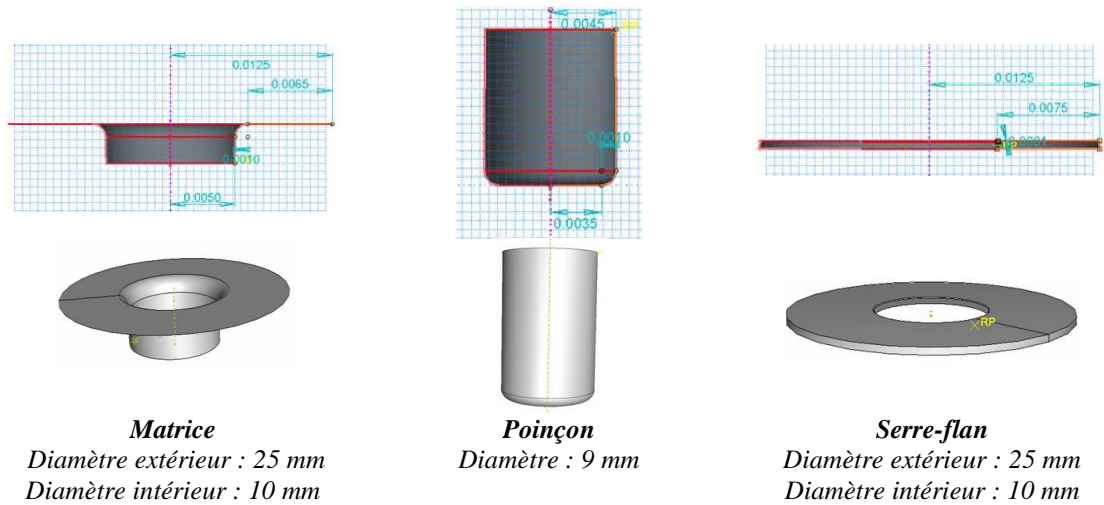 0.0125
0.0065
0.0010
0.0050
0.0045
0.0010
0.0035
0.0125
0.0075
RP
Matrice
Diamètre extérieur : 25 mm
Diamètre intérieur : 10 mm
Poinçon
Diamètre : 9 mm
Serre-flan
Diamètre extérieur : 25 mm
Diamètre intérieur : 10 mm